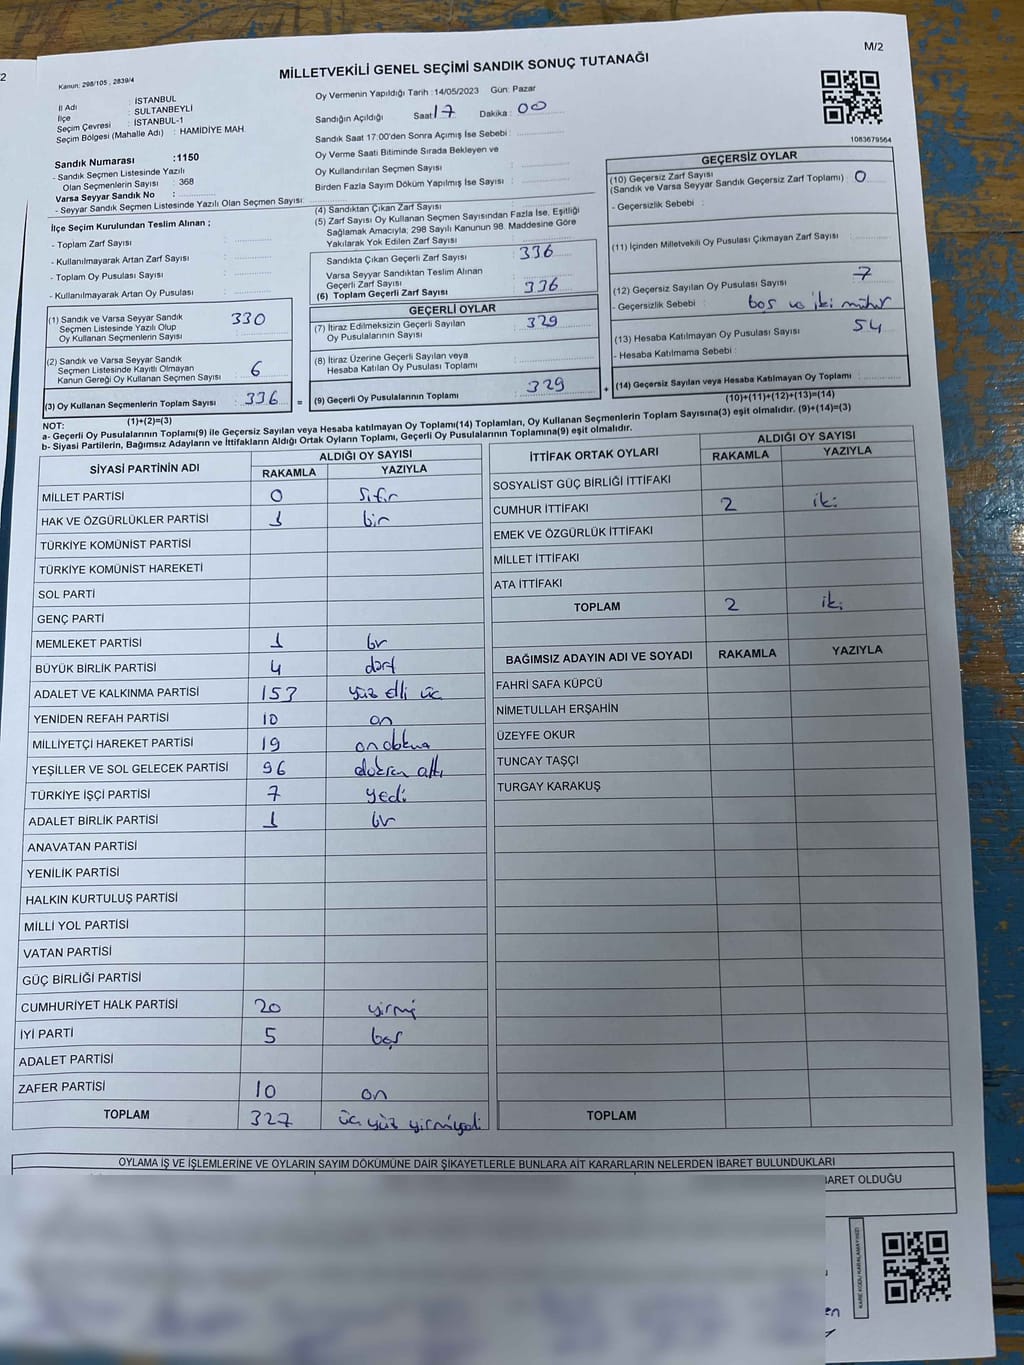 2
M/2
Kanun: 298/105 , 2839/4
MİLLETVEKİLİ GENEL SEÇİMİ SANDIK SONUÇ TUTANAĞI
İl Adı : İSTANBUL
İlçe : SULTANBEYLİ
Seçim Çevresi : İSTANBUL-1
Seçim Bölgesi (Mahalle Adı) : HAMİDİYE MAH.
Sandık Numarası :1150
- Sandık Seçmen Listesinde Yazılı
Olan Seçmenlerin Sayısı : 368
Varsa Seyyar Sandık No :
- Seyyar Sandık Seçmen Listesinde Yazılı Olan Seçmen Sayısı:
Oy Vermenin Yapıldığı Tarih :14/05/2023 Gün: Pazar
Sandığın Açıldığı Saat: 17 Dakika: 00
Sandık Saat 17:00'den Sonra Açımış İse Sebebi :
Oy Verme Saati Bitiminde Sırada Bekleyen ve
Oy Kullandırılan Seçmen Sayısı :
Birden Fazla Sayım Döküm Yapılmış İse Sayısı :
1083679564
İlçe Seçim Kurulundan Teslim Alınan ;
- Toplam Zarf Sayısı :
- Kullanılmayarak Artan Zarf Sayısı :
- Toplam Oy Pusulası Sayısı :
- Kullanılmayarak Artan Oy Pusulası :
(1) Sandık ve Varsa Seyyar Sandık
Seçmen Listesinde Yazılı Olup
Oy Kullanan Seçmenlerin Sayısı : 330
(2) Sandık ve Varsa Seyyar Sandık
Seçmen Listesinde Kayıtlı Olmayan
Kanun Gereği Oy Kullanan Seçmen Sayısı : 6
(3) Oy Kullanan Seçmenlerin Toplam Sayısı : 336
(1)+(2)=(3)
(4) Sandıktan Çıkan Zarf Sayısı :
(5) Zarf Sayısı Oy Kullanan Seçmen Sayısından Fazla İse, Eşitliği
Sağlamak Amacıyla, 298 Sayılı Kanunun 98. Maddesine Göre
Yakılarak Yok Edilen Zarf Sayısı :
Sandıkta Çıkan Geçerli Zarf Sayısı : 336
Varsa Seyyar Sandıktan Teslim Alınan
Geçerli Zarf Sayısı :
(6) Toplam Geçerli Zarf Sayısı : 336
GEÇERLİ OYLAR
(7) İtiraz Edilmeksizin Geçerli Sayılan
Oy Pusulalarının Sayısı : 329
(8) İtiraz Üzerine Geçerli Sayılan veya
Hesaba Katılan Oy Pusulası Toplamı :
= (9) Geçerli Oy Pusulalarının Toplamı : 329
GEÇERSİZ OYLAR
(10) Geçersiz Zarf Sayısı : 0
(Sandık ve Varsa Seyyar Sandık Geçersiz Zarf Toplamı)
- Geçersizlik Sebebi :
(11) İçinden Milletvekili Oy Pusulası Çıkmayan Zarf Sayısı :
(12) Geçersiz Sayılan Oy Pusulası Sayısı : 7
- Geçersizlik Sebebi : boş ve iki mühür
(13) Hesaba Katılmayan Oy Pusulası Sayısı : 54
- Hesaba Katılmama Sebebi :
+ (14) Geçersiz Sayılan veya Hesaba Katılmayan Oy Toplamı :
(10)+(11)+(12)+(13)=(14)
NOT:
a- Geçerli Oy Pusulalarının Toplamı(9) ile Geçersiz Sayılan veya Hesaba katılmayan Oy Toplamı(14) Toplamları, Oy Kullanan Seçmenlerin Toplam Sayısına(3) eşit olmalıdır. (9)+(14)=(3)
b- Siyasi Partilerin, Bağımsız Adayların ve İttifakların Aldığı Ortak Oyların Toplamı, Geçerli Oy Pusulalarının Toplamına(9) eşit olmalıdır.
SİYASİ PARTİNİN ADI ALDIĞI OY SAYISI
RAKAMLA YAZIYLA
MİLLET PARTİSİ 0 Sıfır
HAK VE ÖZGÜRLÜKLER PARTİSİ 1 bir
TÜRKİYE KOMÜNİST PARTİSİ
TÜRKİYE KOMÜNİST HAREKETİ
SOL PARTİ
GENÇ PARTİ
MEMLEKET PARTİSİ 1 bir
BÜYÜK BİRLİK PARTİSİ 4 dört
ADALET VE KALKINMA PARTİSİ 153 yüz elli üç
YENİDEN REFAH PARTİSİ 10 on
MİLLİYETÇİ HAREKET PARTİSİ 19 ondokuz
YEŞİLLER VE SOL GELECEK PARTİSİ 96 doksan altı
TÜRKİYE İŞÇİ PARTİSİ 7 yedi
ADALET BİRLİK PARTİSİ 1 bir
ANAVATAN PARTİSİ
YENİLİK PARTİSİ
HALKIN KURTULUŞ PARTİSİ
MİLLİ YOL PARTİSİ
VATAN PARTİSİ
GÜÇ BİRLİĞİ PARTİSİ
CUMHURİYET HALK PARTİSİ 20 yirmi
İYİ PARTİ 5 beş
ADALET PARTİSİ
ZAFER PARTİSİ 10 on
TOPLAM 327 üç yüz yirmiyedi
İTTİFAK ORTAK OYLARI ALDIĞI OY SAYISI
RAKAMLA YAZIYLA
SOSYALİST GÜÇ BİRLİĞİ İTTİFAKI
CUMHUR İTTİFAKI 2 iki
EMEK VE ÖZGÜRLÜK İTTİFAKI
MİLLET İTTİFAKI
ATA İTTİFAKI
TOPLAM 2 iki
BAĞIMSIZ ADAYIN ADI VE SOYADI RAKAMLA YAZIYLA
FAHRİ SAFA KÜPCÜ
NİMETULLAH ERŞAHİN
ÜZEYFE OKUR
TUNCAY TAŞÇI
TURGAY KARAKUŞ
TOPLAM
OYLAMA İŞ VE İŞLEMLERİNE VE OYLARIN SAYIM DÖKÜMÜNE DAİR ŞİKAYETLERLE BUNLARA AİT KARARLARIN NELERDEN İBARET BULUNDUKLARI
BARET OLDUĞU
KARE KODU KARALAMAYINIZ!
en